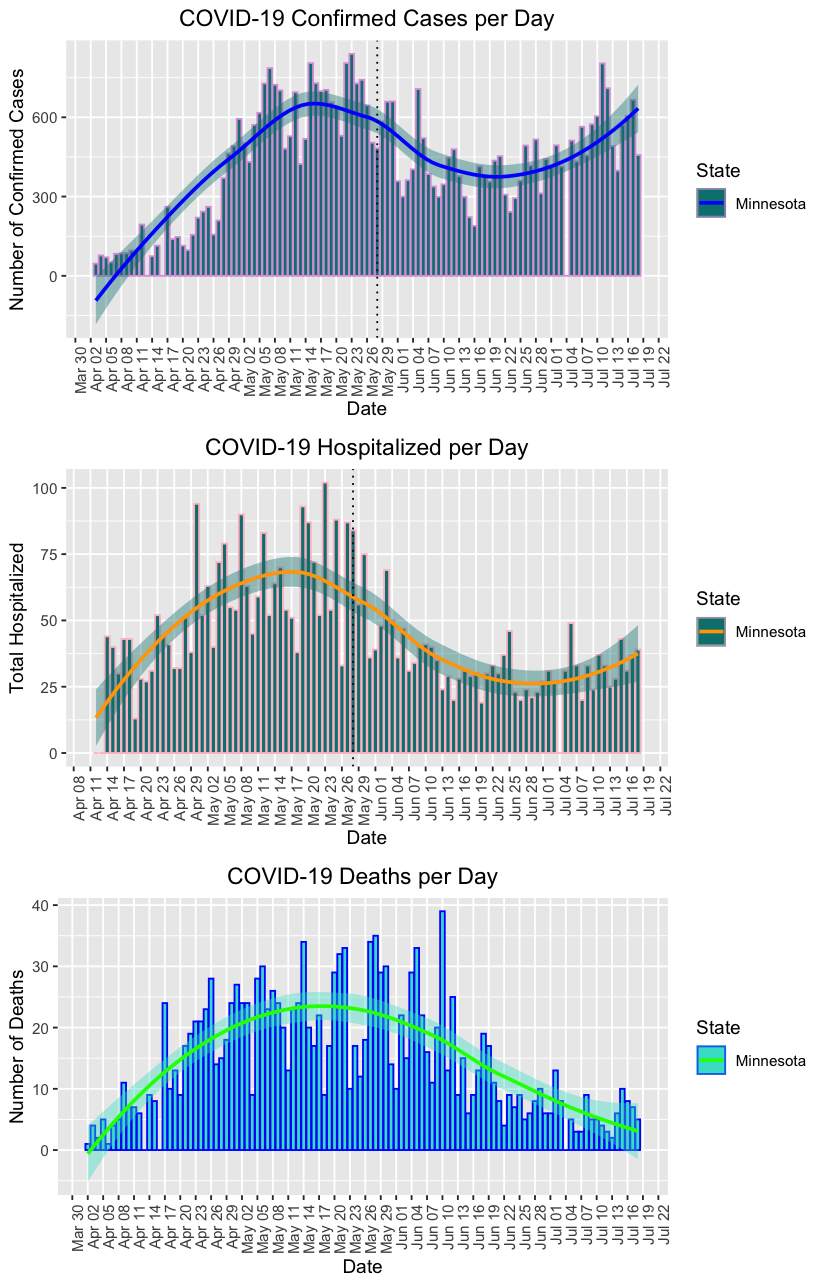 COVID-19 Confirmed Cases per Day
Number of Confirmed Cases
600
300
0
Mar 30
Apr 02
Apr 05
Apr 08
Apr 11
Apr 14
Apr 17
Apr 20
Apr 23
Apr 26
Apr 29
May 02
May 05
May 08
May 11
May 14
May 17
May 20
May 23
May 26
May 29
Jun 01
Jun 04
Jun 07
Jun 10
Jun 13
Jun 16
Jun 19
Jun 22
Jun 25
Jun 28
Jul 01
Jul 04
Jul 07
Jul 10
Jul 13
Jul 16
Jul 19
Jul 22
Date
State
Minnesota
COVID-19 Hospitalized per Day
Total Hospitalized
100
75
50
25
0
Apr 08
Apr 11
Apr 14
Apr 17
Apr 20
Apr 23
Apr 26
Apr 29
May 02
May 05
May 08
May 11
May 14
May 17
May 20
May 23
May 26
May 29
Jun 01
Jun 04
Jun 07
Jun 10
Jun 13
Jun 16
Jun 19
Jun 22
Jun 25
Jun 28
Jul 01
Jul 04
Jul 07
Jul 10
Jul 13
Jul 16
Jul 19
Jul 22
Date
State
Minnesota
COVID-19 Deaths per Day
Number of Deaths
40
30
20
10
0
Mar 30
Apr 02
Apr 05
Apr 08
Apr 11
Apr 14
Apr 17
Apr 20
Apr 23
Apr 26
Apr 29
May 02
May 05
May 08
May 11
May 14
May 17
May 20
May 23
May 26
May 29
Jun 01
Jun 04
Jun 07
Jun 10
Jun 13
Jun 16
Jun 19
Jun 22
Jun 25
Jun 28
Jul 01
Jul 04
Jul 07
Jul 10
Jul 13
Jul 16
Jul 19
Jul 22
Date
State
Minnesota